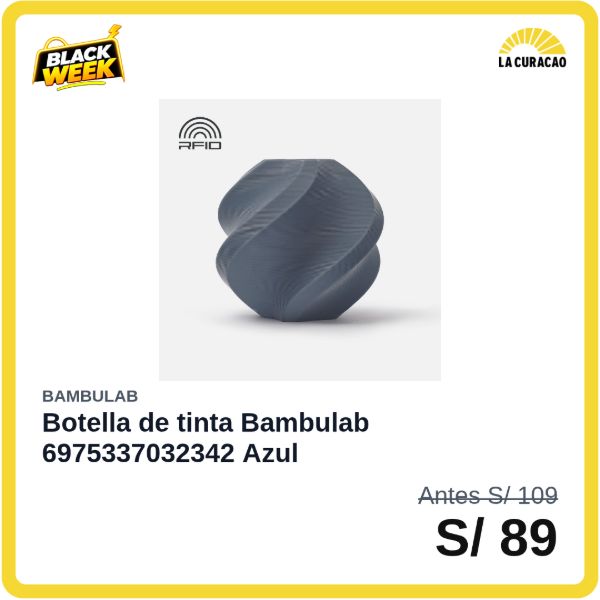 BLACK
WEEK
LA CURACAO
RFID
BAMBULAB
Botella de tinta Bambulab
6975337032342 Azul
Antes S/ 109
S/ 89